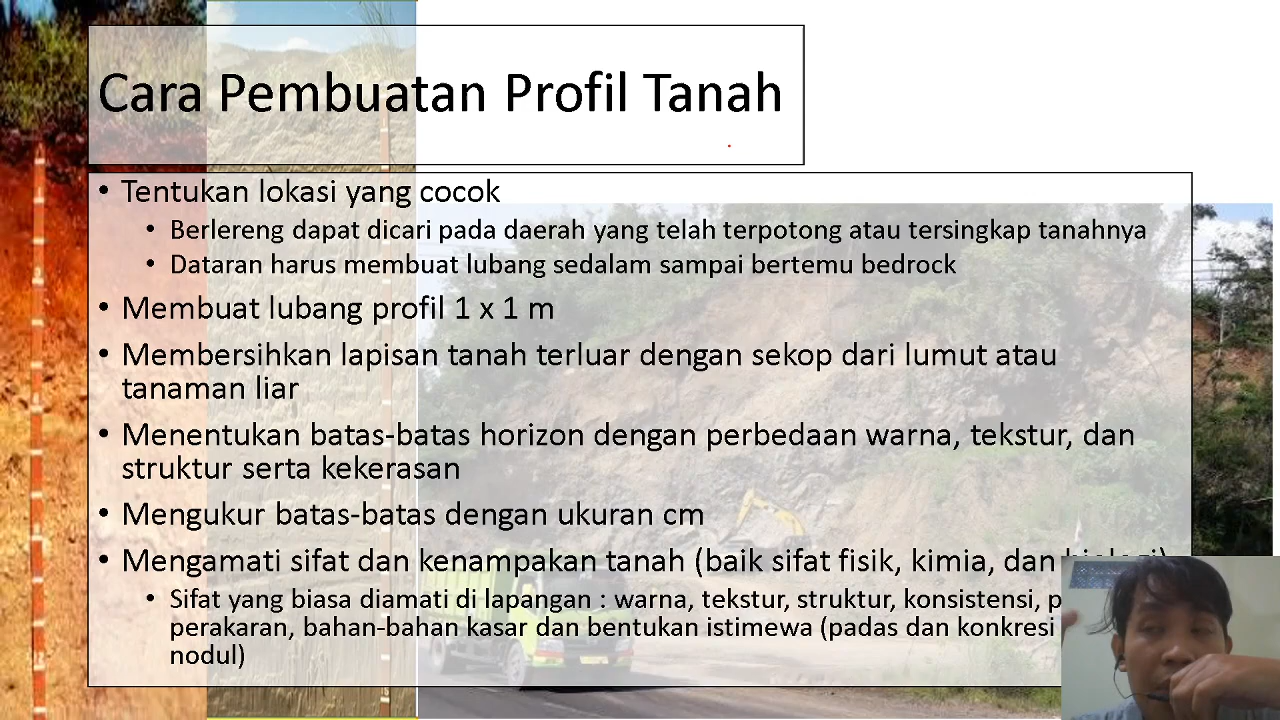 Cara Pembuatan Profil Tanah
• Tentukan lokasi yang cocok
• Berlereng dapat dicari pada daerah yang telah terpotong atau tersingkap tanahnya
• Dataran harus membuat lubang sedalam sampai bertemu bedrock
• Membuat lubang profil 1 x 1 m
• Membersihkan lapisan tanah terluar dengan sekop dari lumut atau
tanaman liar
• Menentukan batas-batas horizon dengan perbedaan warna, tekstur, dan
struktur serta kekerasan
• Mengukur batas-batas dengan ukuran cm
• Mengamati sifat dan kenampakan tanah (baik sifat fisik, kimia, dan
• Sifat yang biasa diamati di lapangan : warna, tekstur, struktur, konsistensi,
perakaran, bahan-bahan kasar dan bentukan istimewa (padas dan konkresi
nodul)